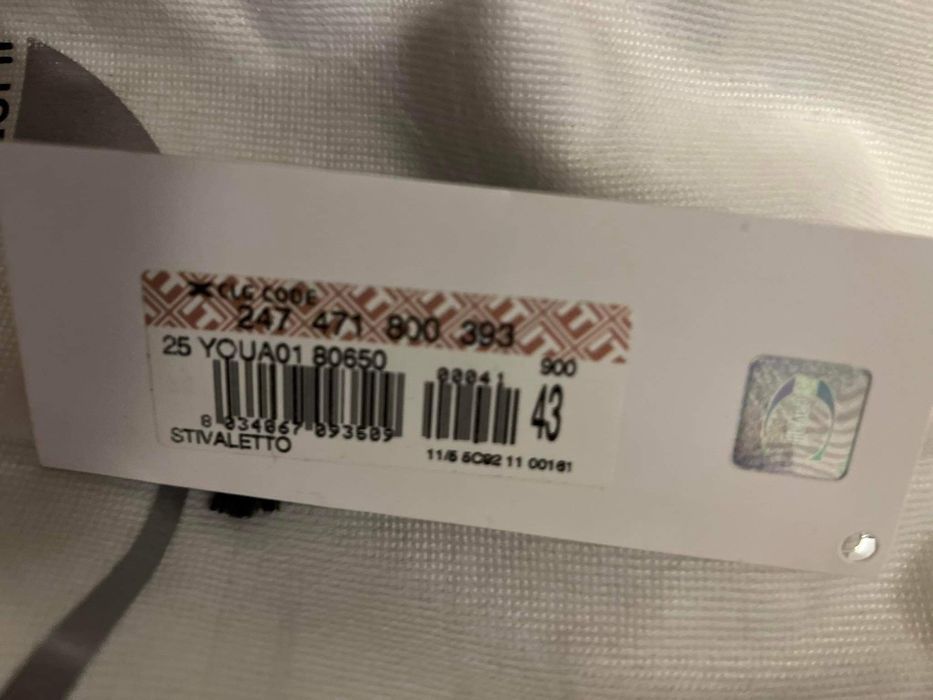 CLG CODE
247 471 800 393
25 YOUA01 80650
900
00041
43
8 034067 093609
STIVALETTO
11/5 5C92 11 00161